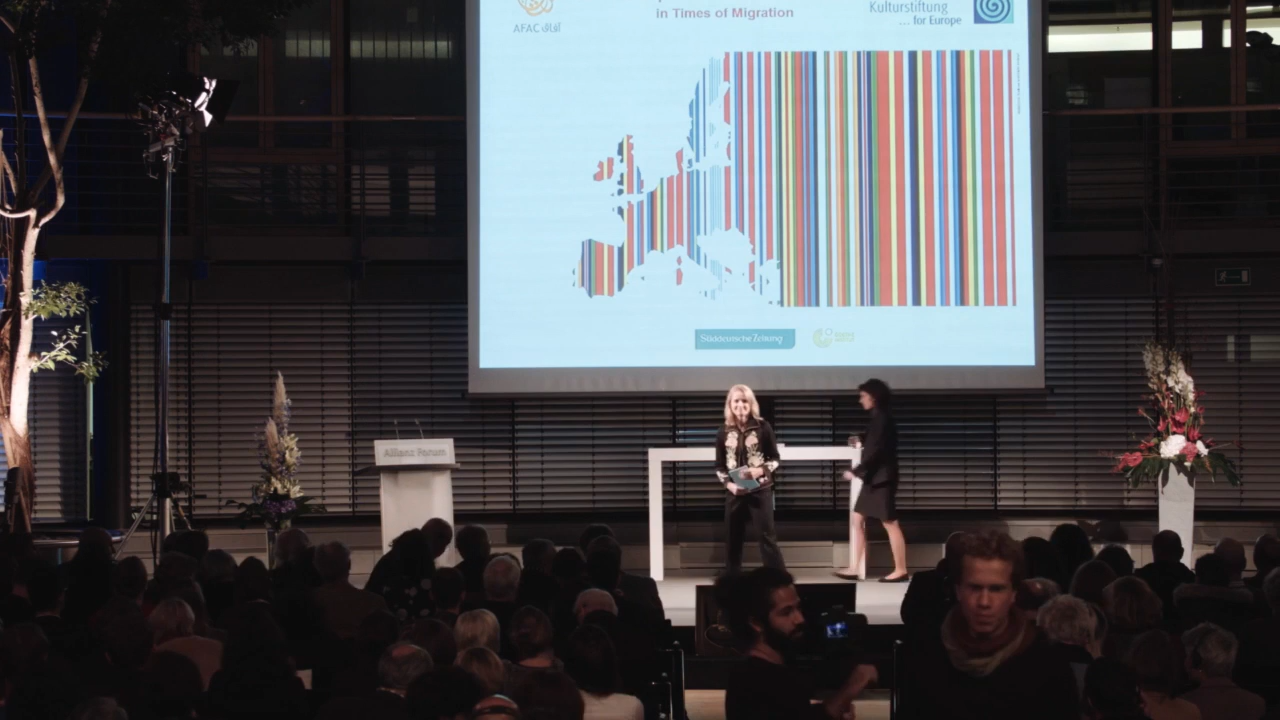 AFAC آفاق
in Times of Migration
Kulturstiftung
.... for Europe
Süddeutsche Zeitung
Allianz Forum